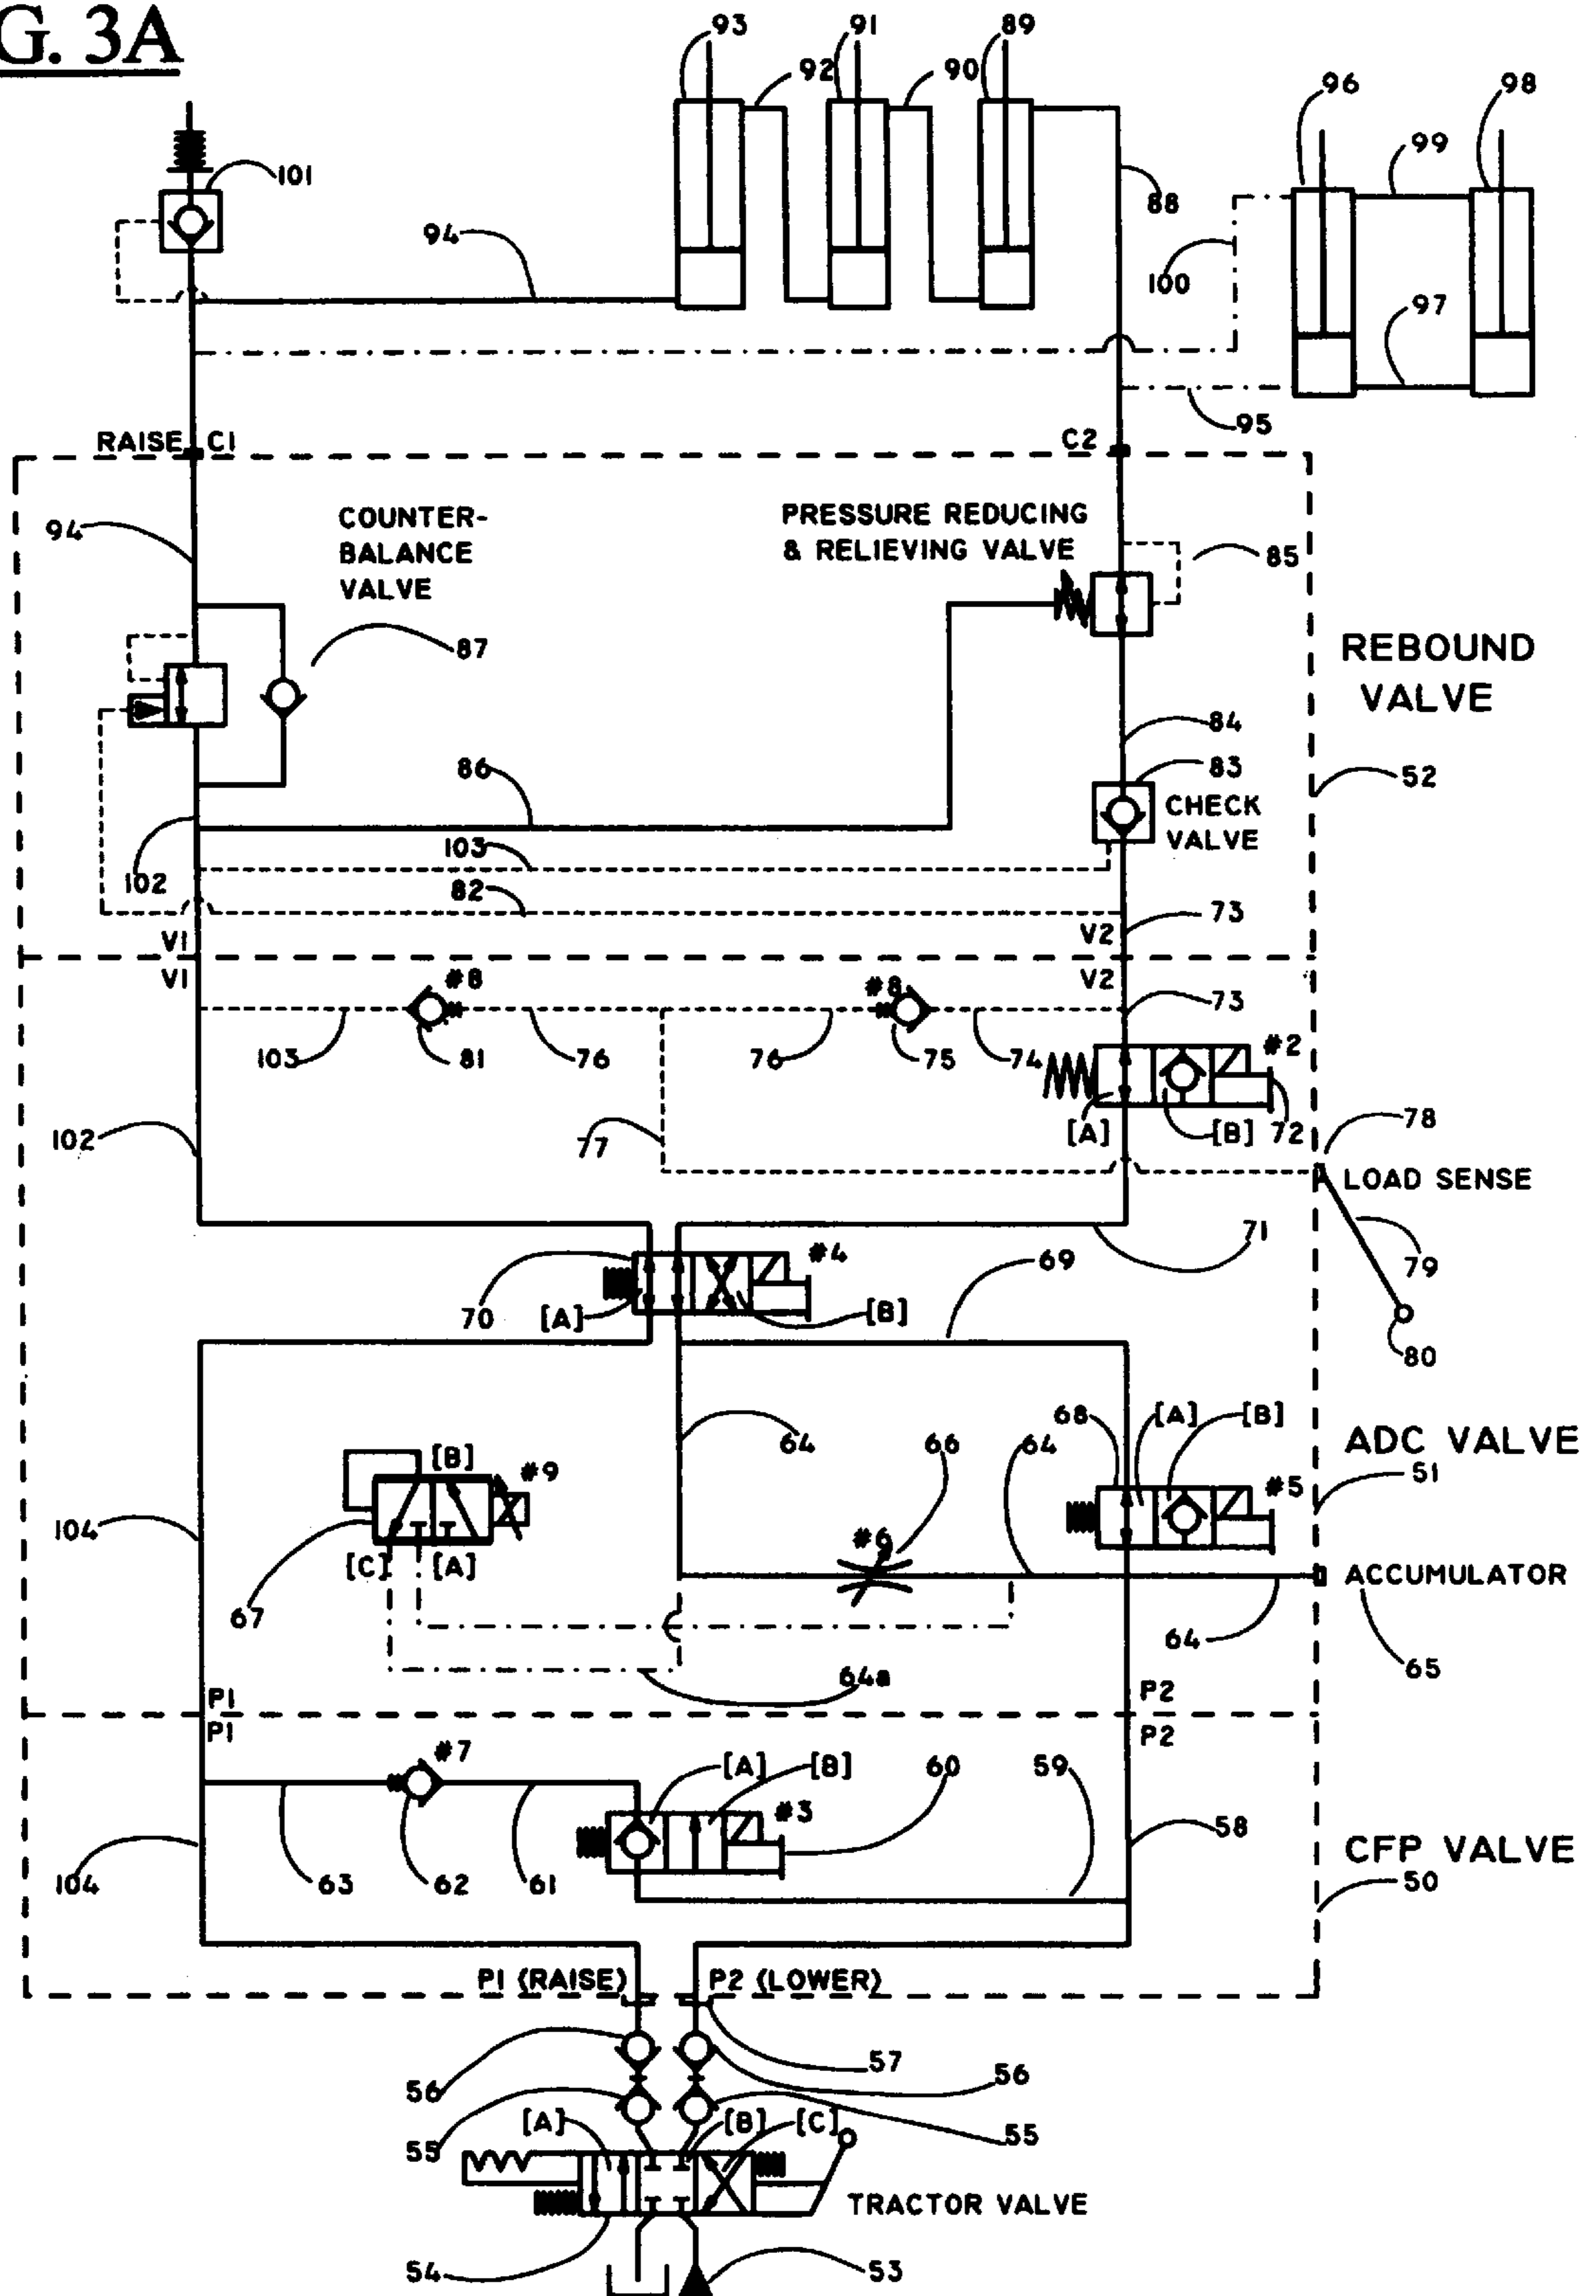 G. 3A
93
91
89
92
90
96
98
99
101
88
94
100
97
95
RAISE C1
C2
94
COUNTER-
BALANCE
VALVE
PRESSURE REDUCING
& RELIEVING VALVE
85
87
REBOUND
VALVE
84
86
83
52
CHECK
VALVE
103
102
82
73
V1
V2
V1
V2
#8
#8
73
103
81
76
76
75
74
#2
102
77
[A]
[B]
72
78
LOAD SENSE
71
79
#4
69
70
[A]
[B]
80
68
[A]
[B]
64
66
64
ADC VALVE
[B]
#9
#5
51
104
#6
[C]
[A]
ACCUMULATOR
67
64
65
64a
P1
P2
P1
P2
#7
[A]
[B]
60
59
#3
58
CFP VALVE
104
63
62
61
50
P1 (RAISE)
P2 (LOWER)
57
56
56
[A]
[B]
[C]
55
55
TRACTOR VALVE
54
53